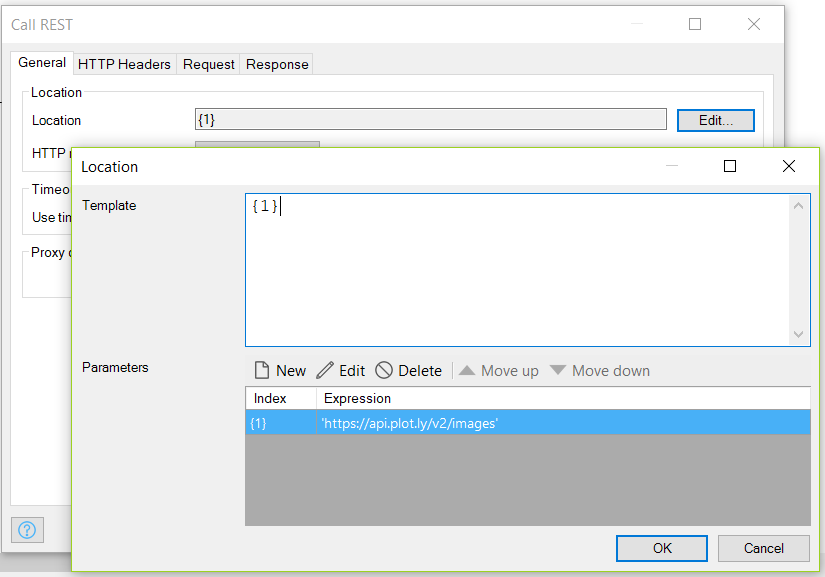 Call REST
General HTTP Headers Request Response
Location
Location {1} Edit...
HTTP
Location
Timeo
Template {1}
Use tin
Proxy
Parameters New Edit Delete Move up Move down
Index Expression
{1} 'https://api.plot.ly/v2/images'
OK Cancel